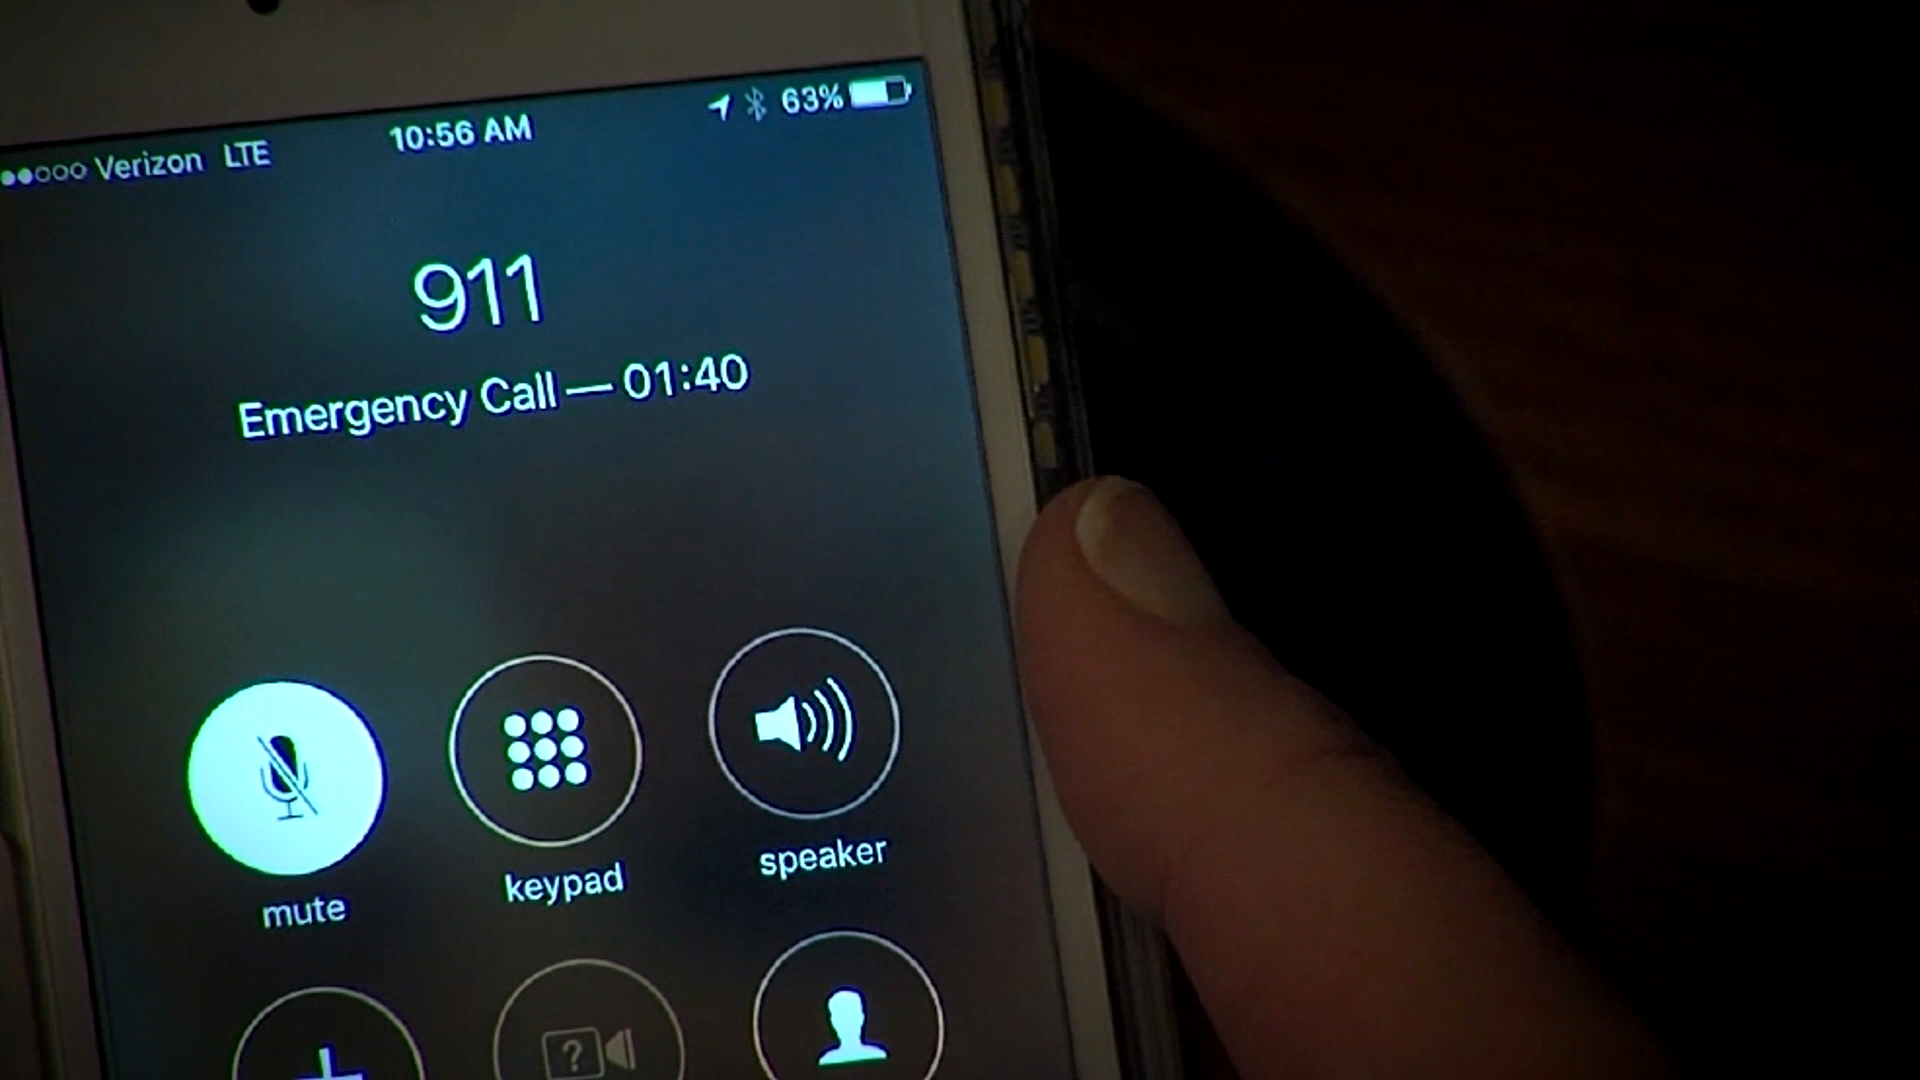 Verizon LTE 10:56 AM 63%
911
Emergency Call — 01:40
mute keypad speaker
?